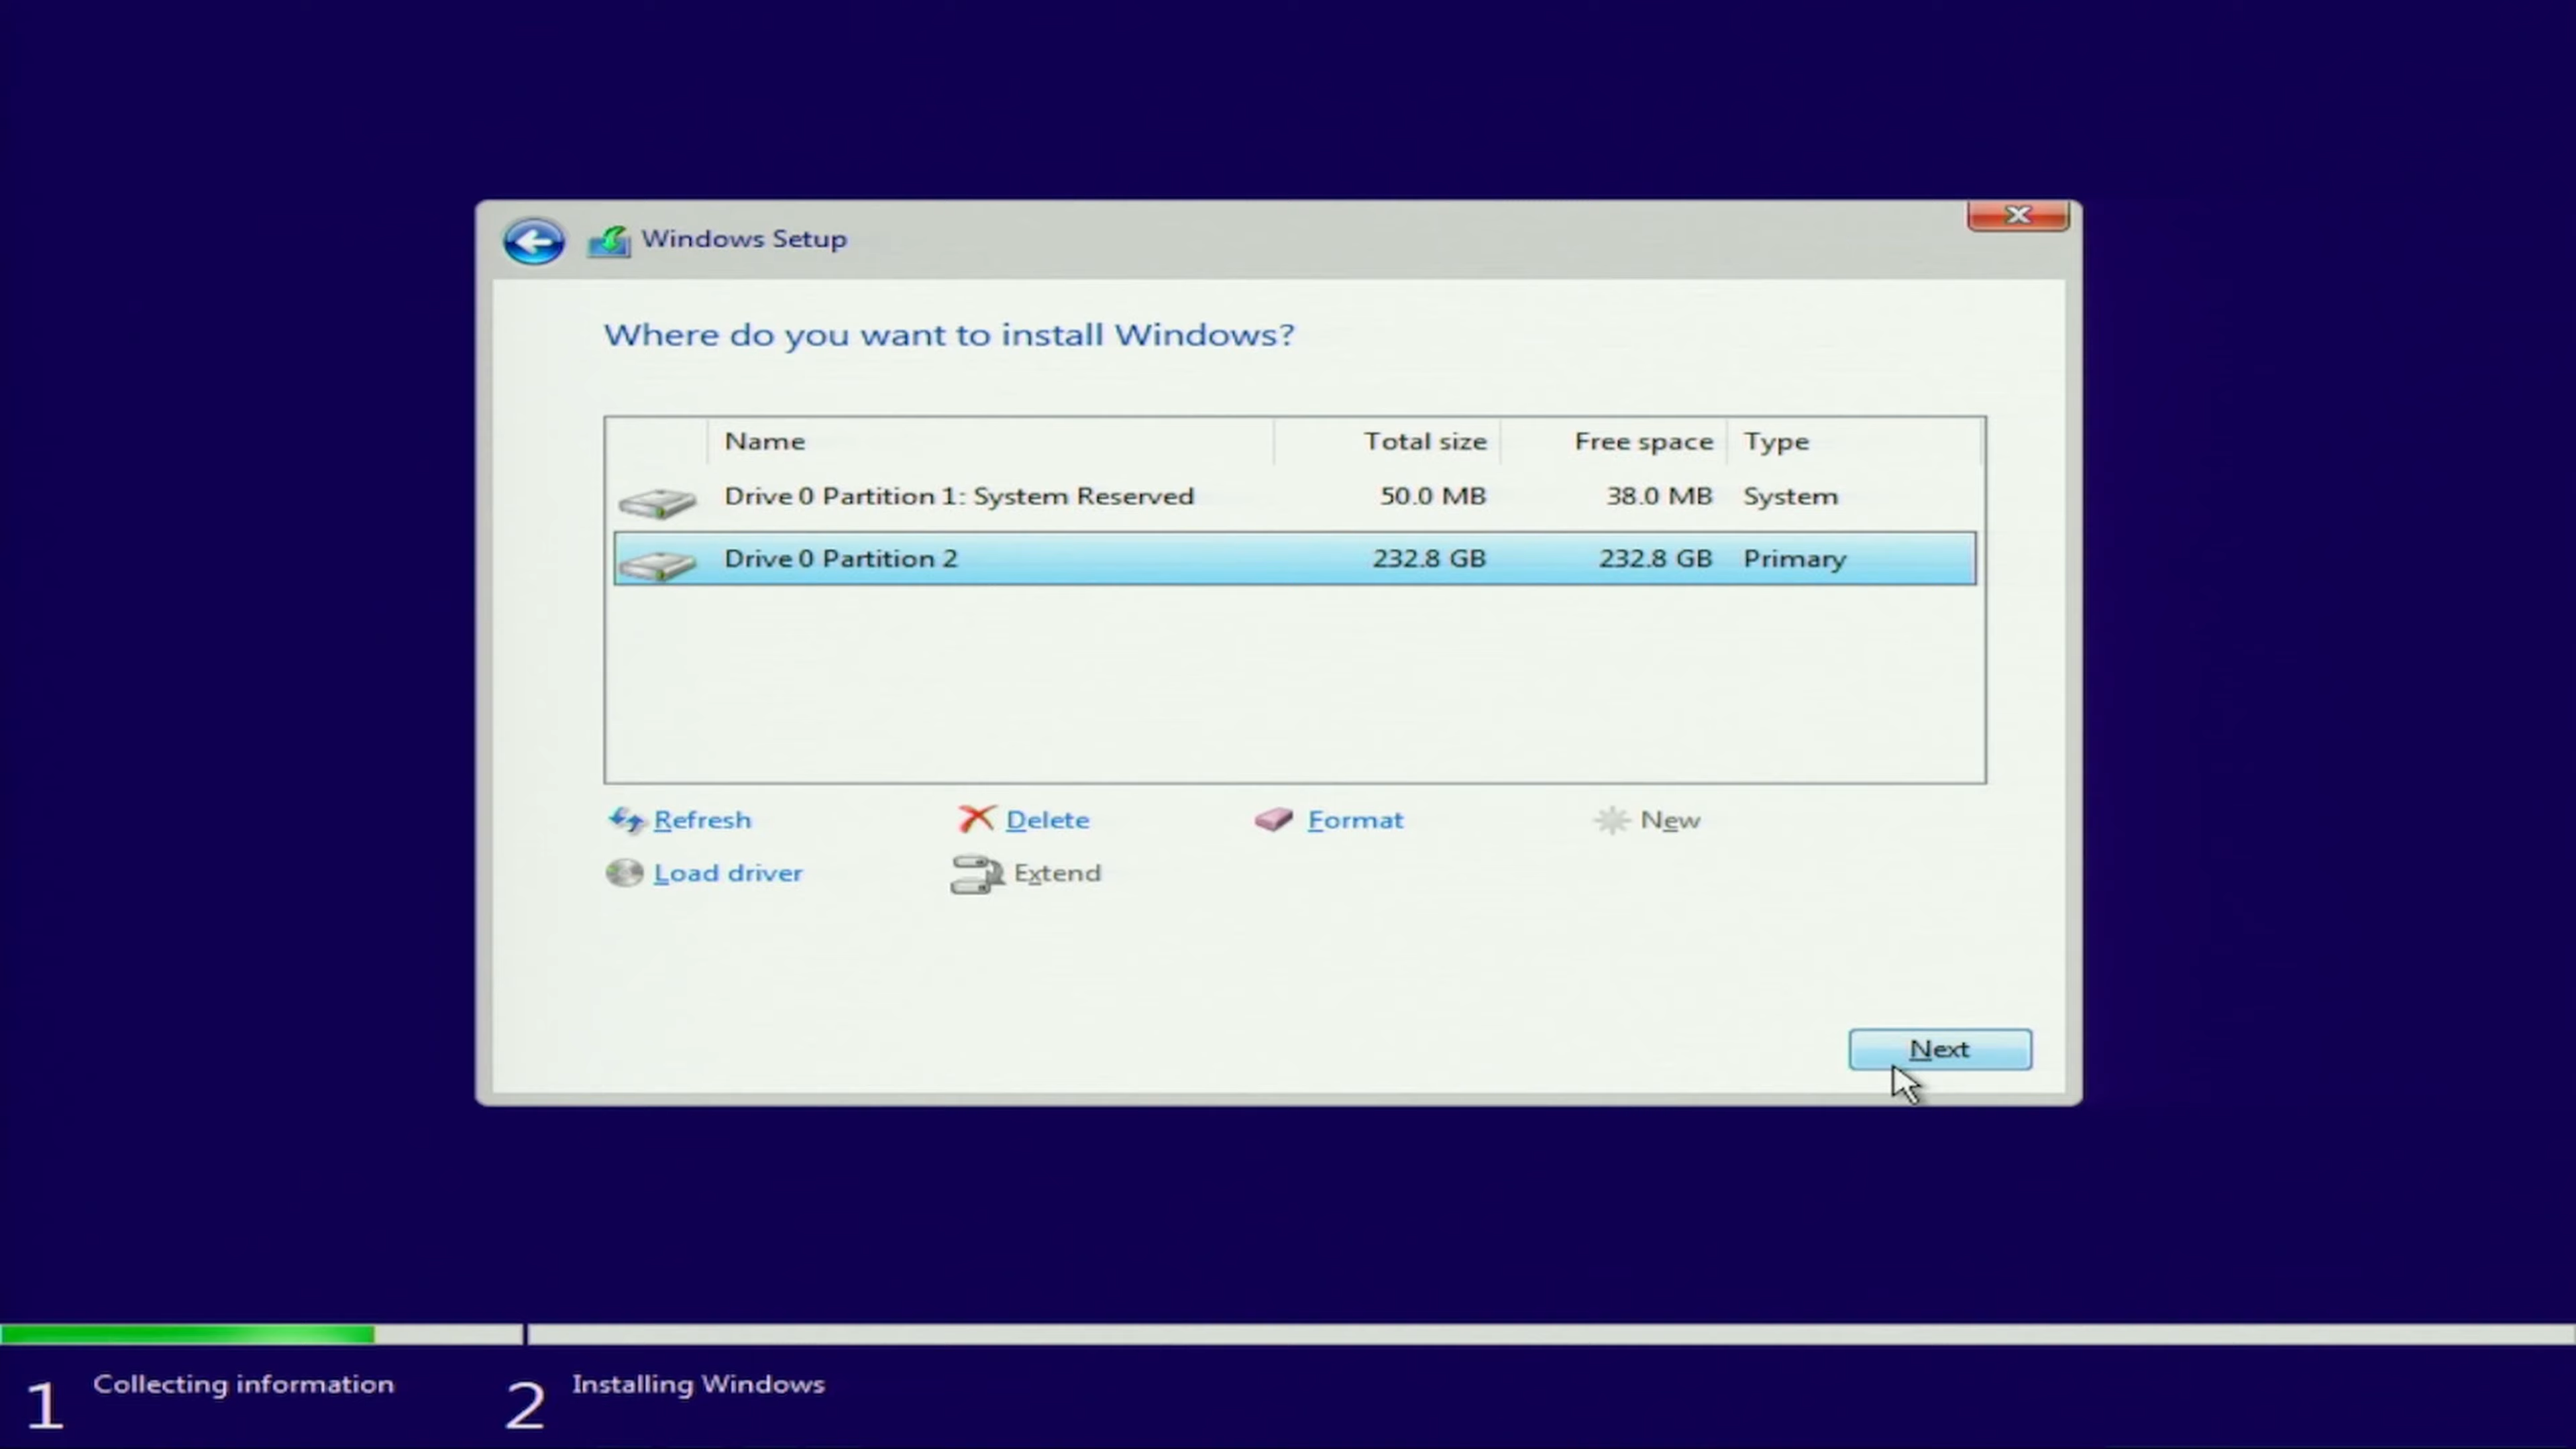 Windows Setup
Where do you want to install Windows?
Name Total size Free space Type
Drive 0 Partition 1: System Reserved 50.0 MB 38.0 MB System
Drive 0 Partition 2 232.8 GB 232.8 GB Primary
Refresh Delete Format New
Load driver Extend
Next
1 Collecting information 2 Installing Windows